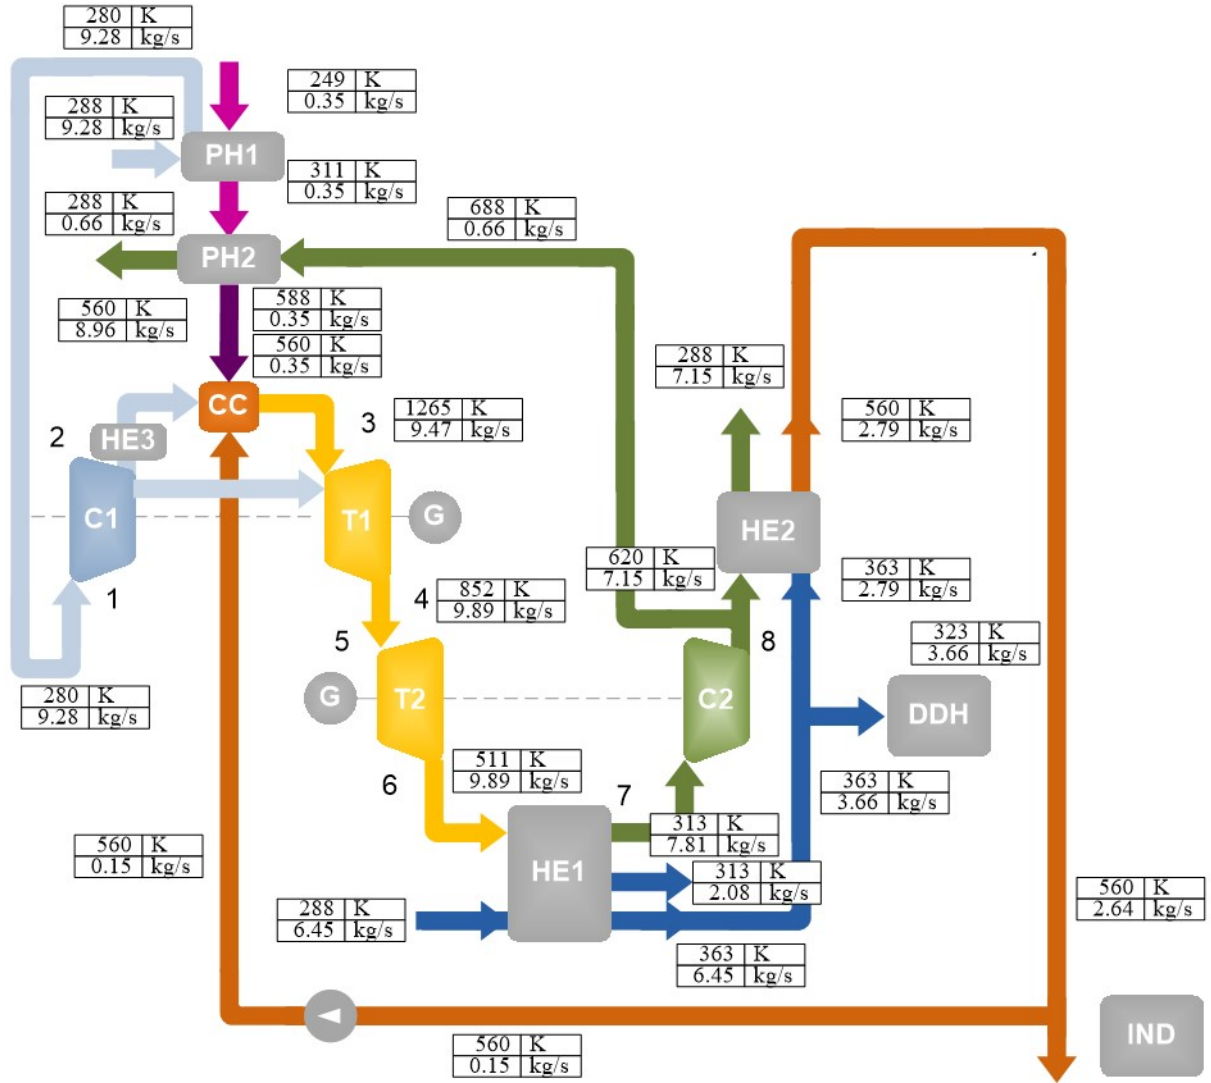 280 K
9.28 kg/s
249 K
0.35 kg/s
288 K
9.28 kg/s
PH1
311 K
0.35 kg/s
288 K
0.66 kg/s
688 K
0.66 kg/s
PH2
588 K
0.35 kg/s
560 K
8.96 kg/s
560 K
0.35 kg/s
288 K
7.15 kg/s
CC
1265 K
9.47 kg/s
560 K
2.79 kg/s
2
HE3
3
C1
T1
G
HE2
620 K
7.15 kg/s
363 K
2.79 kg/s
1
4
852 K
9.89 kg/s
323 K
3.66 kg/s
5
8
G
T2
C2
DDH
280 K
9.28 kg/s
511 K
9.89 kg/s
6
7
363 K
3.66 kg/s
313 K
7.81 kg/s
560 K
0.15 kg/s
HE1
313 K
2.08 kg/s
288 K
6.45 kg/s
560 K
2.64 kg/s
363 K
6.45 kg/s
IND
560 K
0.15 kg/s